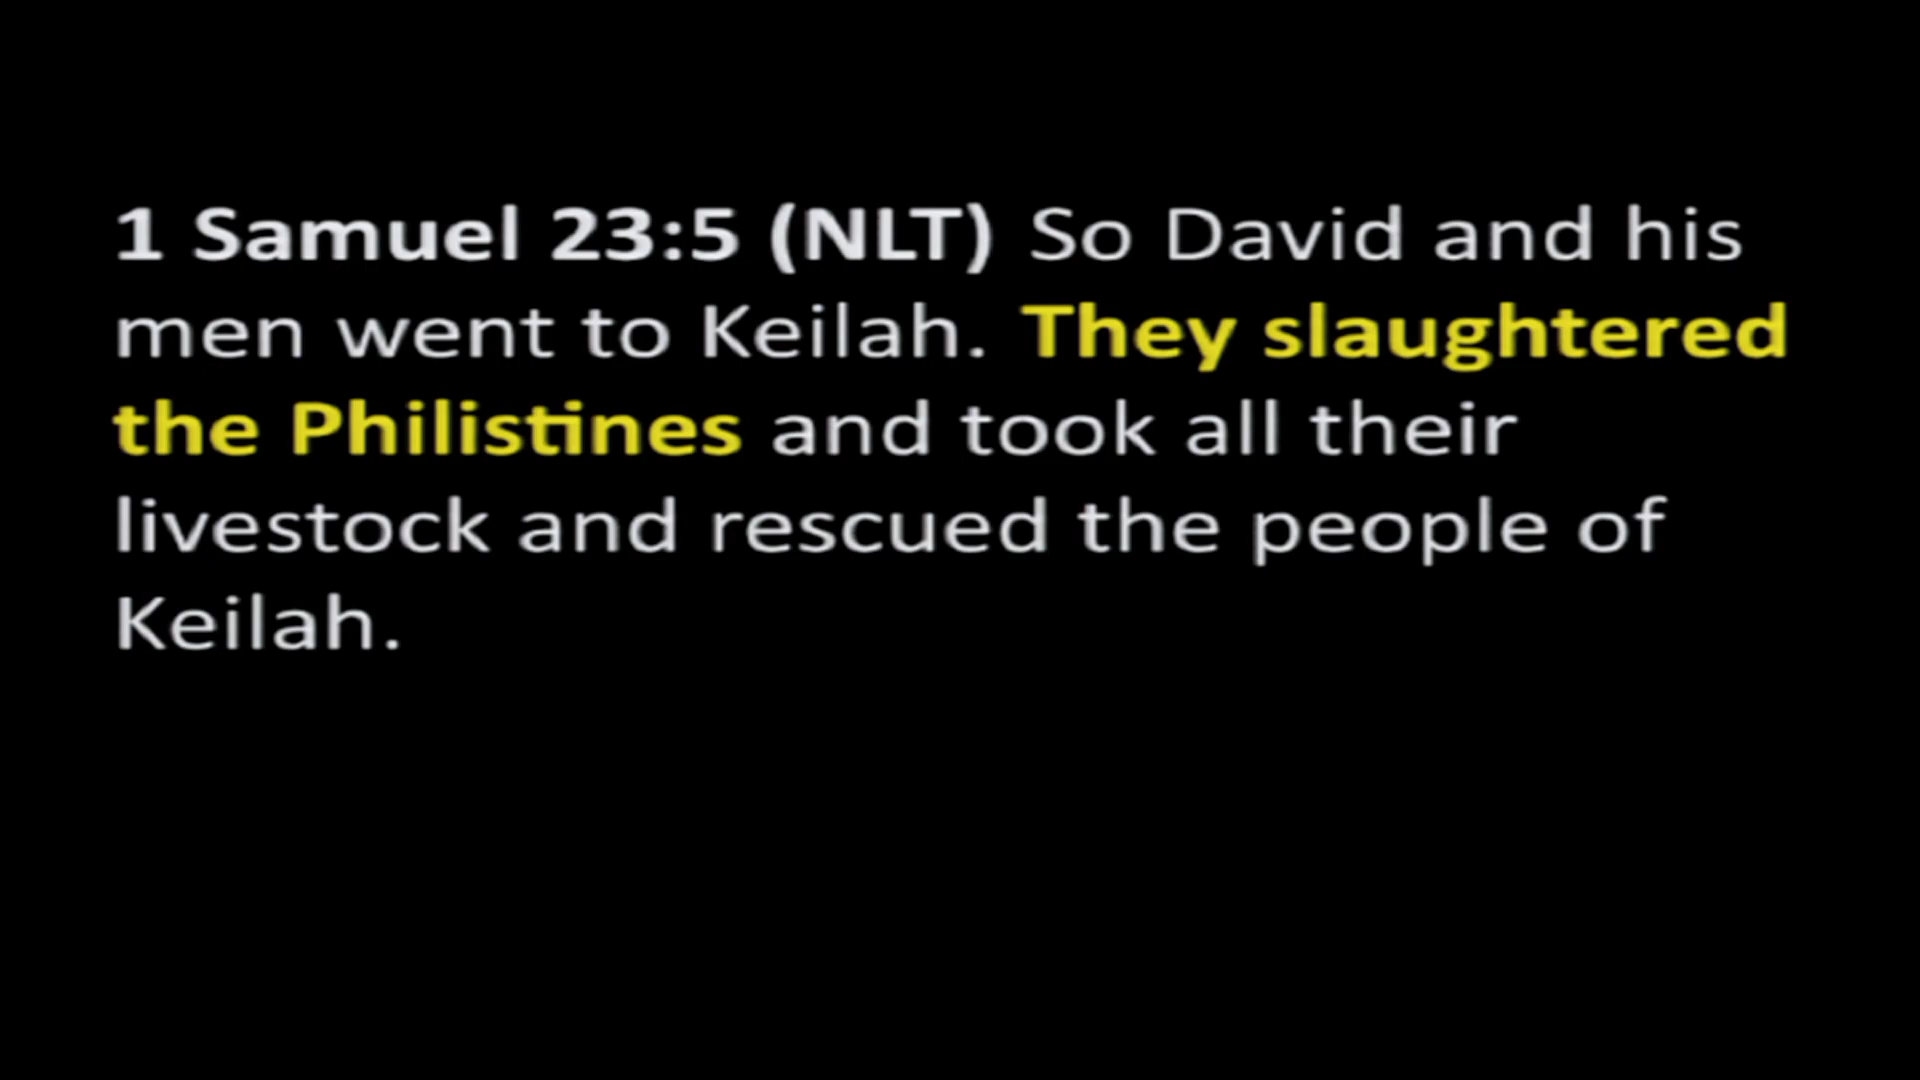 1 Samuel 23:5 (NLT) So David and his
men went to Keilah. They slaughtered
the Philistines and took all their
livestock and rescued the people of
Keilah.